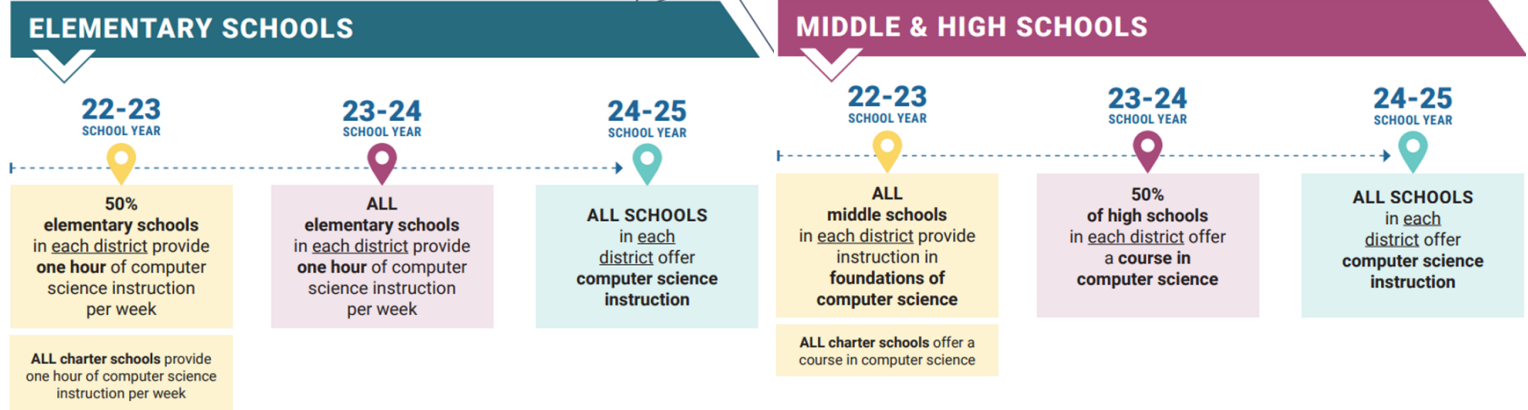 ELEMENTARY SCHOOLS
22-23
SCHOOL YEAR
50%
elementary schools
in each district provide
one hour of computer
science instruction
per week
ALL charter schools provide
one hour of computer science
instruction per week
23-24
SCHOOL YEAR
ALL
elementary schools
in each district provide
one hour of computer
science instruction
per week
24-25
SCHOOL YEAR
ALL SCHOOLS
in each
district offer
computer science
instruction
MIDDLE & HIGH SCHOOLS
22-23
SCHOOL YEAR
ALL
middle schools
in each district provide
instruction in
foundations of
computer science
ALL charter schools offer a
course in computer science
23-24
SCHOOL YEAR
50%
of high schools
in each district offer
a course in
computer science
24-25
SCHOOL YEAR
ALL SCHOOLS
in each
district offer
computer science
instruction